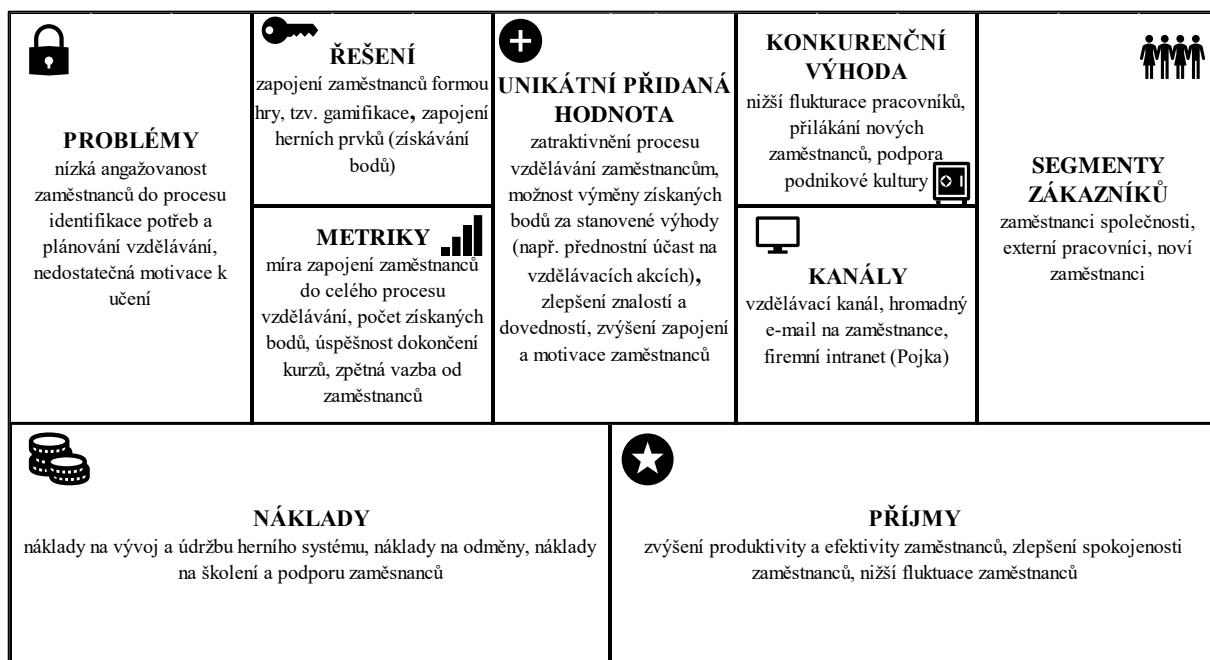 PROBLÉMY
nízká angažovanost
zaměstnanců do procesu
identifikace potřeb a
plánování vzdělávání,
nedostatečná motivace k
učení
ŘEŠENÍ
zapojení zaměstnanců formou
hry, tzv. gamifikace, zapojení
herních prvků (získávání
bodů)
METRIKY
míra zapojení zaměstnanců
do celého procesu
vzdělávání, počet získaných
bodů, úspěšnost dokončení
kurzů, zpětná vazba od
zaměstnanců
UNIKÁTNÍ PŘIDANÁ
HODNOTA
zatraktivnění procesu
vzdělávání zaměstnancům,
možnost výměny získaných
bodů za stanovené výhody
(např. přednostní účast na
vzdělávacích akcích),
zlepšení znalostí a
dovedností, zvýšení zapojení
a motivace zaměstnanců
KONKURENČNÍ
VÝHODA
nižší flukturace pracovníků,
přilákání nových
zaměstnanců, podpora
podnikové kultury
KANÁLY
vzdělávací kanál, hromadný
e-mail na zaměstnance,
firemní intranet (Pojka)
SEGMENTY
ZÁKAZNÍKŮ
zaměstnanci společnosti,
externí pracovníci, noví
zaměstnanci
NÁKLADY
náklady na vývoj a údržbu herního systému, náklady na odměny, náklady
na školení a podporu zaměsnanců
PŘÍJMY
zvýšení produktivity a efektivity zaměstnanců, zlepšení spokojenosti
zaměstnanců, nižší fluktuace zaměstnanců